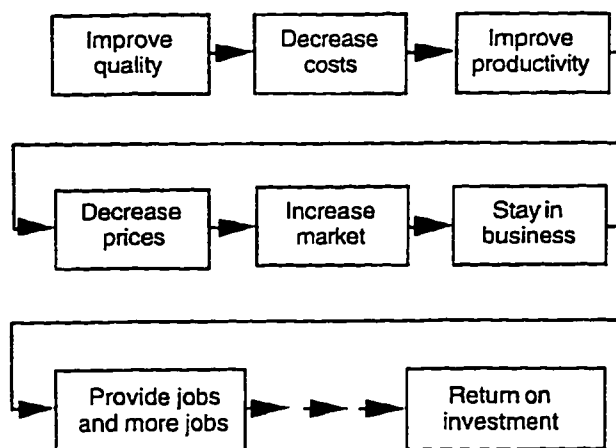 Improve
quality
Decrease
costs
Improve
productivity
Decrease
prices
Increase
market
Stay in
business
Provide jobs
and more jobs
Return on
investment